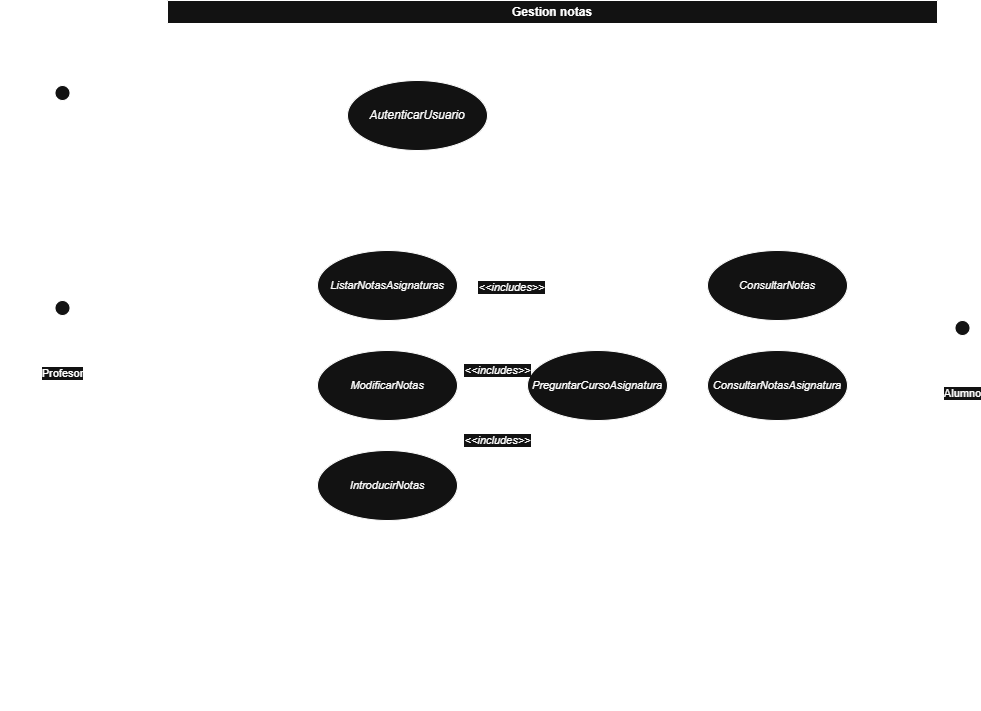 Gestion notas
AutenticarUsuario
ListarNotasAsignaturas
<<includes>>
ConsultarNotas
Profesor
ModificarNotas
<<includes>>
PreguntarCursoAsignatura
ConsultarNotasAsignatura
Alumno
<<includes>>
IntroducirNotas